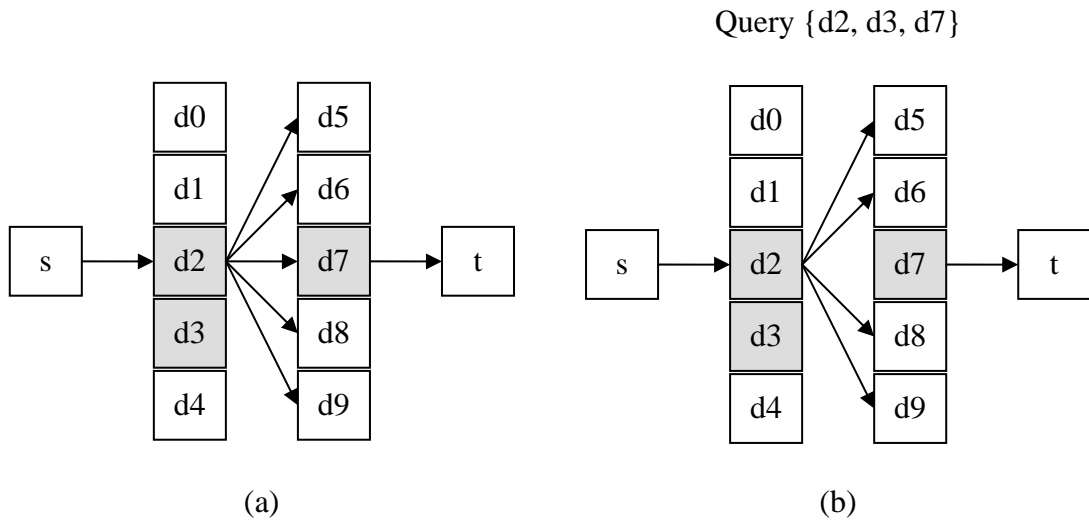 Query {d2, d3, d7}
d0 d5 d0 d5
d1 d6 d1 d6
s d2 d7 t s d2 d7 t
d3 d8 d3 d8
d4 d9 d4 d9
(a) (b)